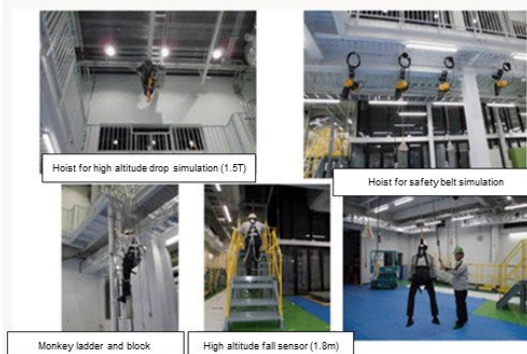 Hoist for high altitude drop simulation (1.5T)
Hoist for safety belt simulation
Monkey ladder and block
High altitude fall sensor (1.8m)